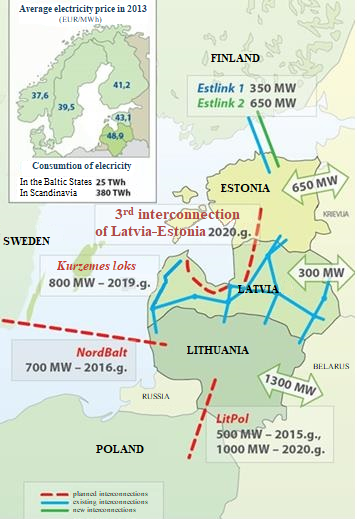 Average electricity price in 2013
(EUR/MWh)
37,6
39,5
41,2
43,1
48,9
Consumtion of electricity
In the Baltic States 25 TWh
In Scandinavia 380 TWh
FINLAND
Estlink 1 350 MW
Estlink 2 650 MW
ESTONIA
650 MW
KRIEVIJA
3rd interconnection
of Latvia-Estonia 2020.g.
SWEDEN
Kurzemes loks
800 MW – 2019.g.
300 MW
LATVIA
NordBalt
700 MW – 2016.g.
LITHUANIA
BELARUS
1300 MW
RUSSIA
LitPol
500 MW – 2015.g.,
1000 MW – 2020.g.
POLAND
planned interconnections
existing interconnections
new interconnections